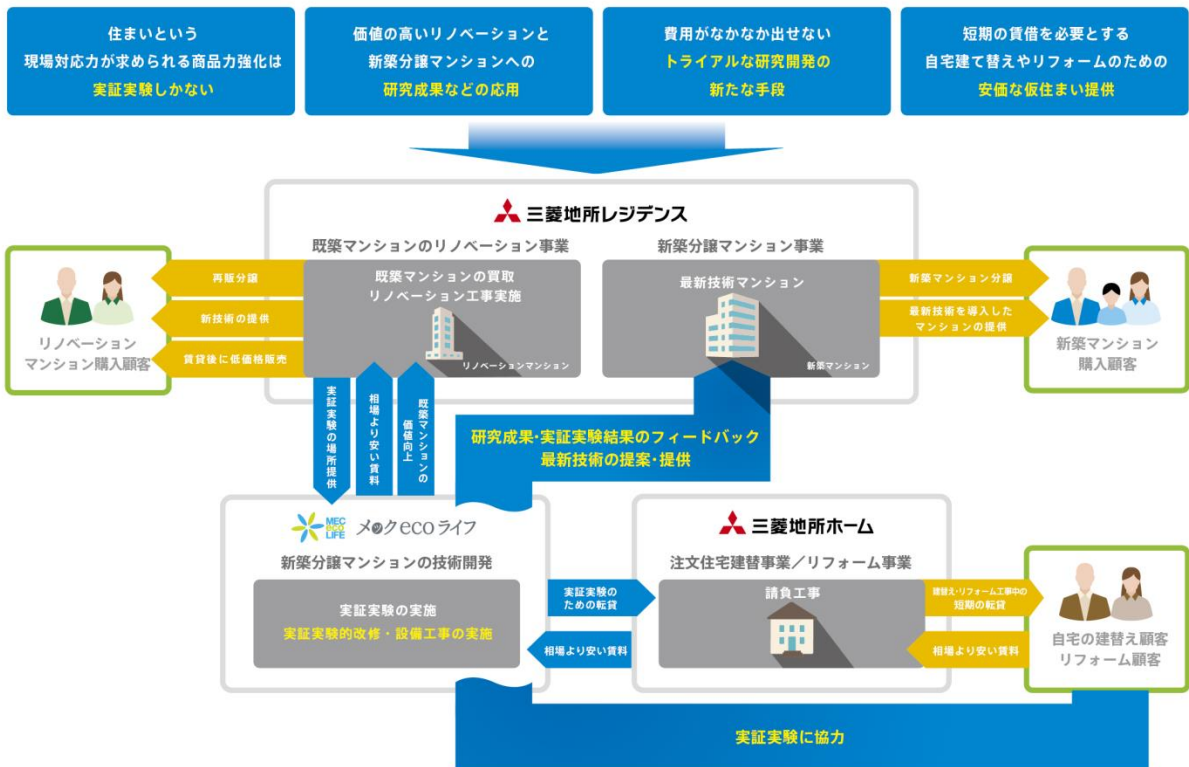 住まいという
現場対応力が求められる商品力強化は
実証実験しかない
価値の高いリノベーションと
新築分譲マンションへの
研究成果などの応用
費用がなかなか出せない
トライアルな研究開発の
新たな手段
短期の賃借を必要とする
自宅建て替えやリフォームのための
安価な仮住まい提供
三菱地所レジデンス
既築マンションのリノベーション事業
新築分譲マンション事業
再販分譲
新技術の提供
賃貸後に低価格販売
リノベーション
マンション購入顧客
既築マンションの買取
リノベーション工事実施
リノベーションマンション
最新技術マンション
新築マンション
新築マンション分譲
最新技術を導入した
マンションの提供
新築マンション
購入顧客
実証実験の場所提供
相場より安い賃料
既築マンションの
価値向上
研究成果・実証実験結果のフィードバック
最新技術の提案・提供
MEC
ECO
LIFE
メックecoライフ
新築分譲マンションの技術開発
実証実験の実施
実証実験的改修・設備工事の実施
実証実験の
ための転貸
相場より安い賃料
三菱地所ホーム
注文住宅建替事業／リフォーム事業
請負工事
建替え・リフォーム工事中の
短期の転貸
相場より安い賃料
自宅の建替え顧客
リフォーム顧客
実証実験に協力